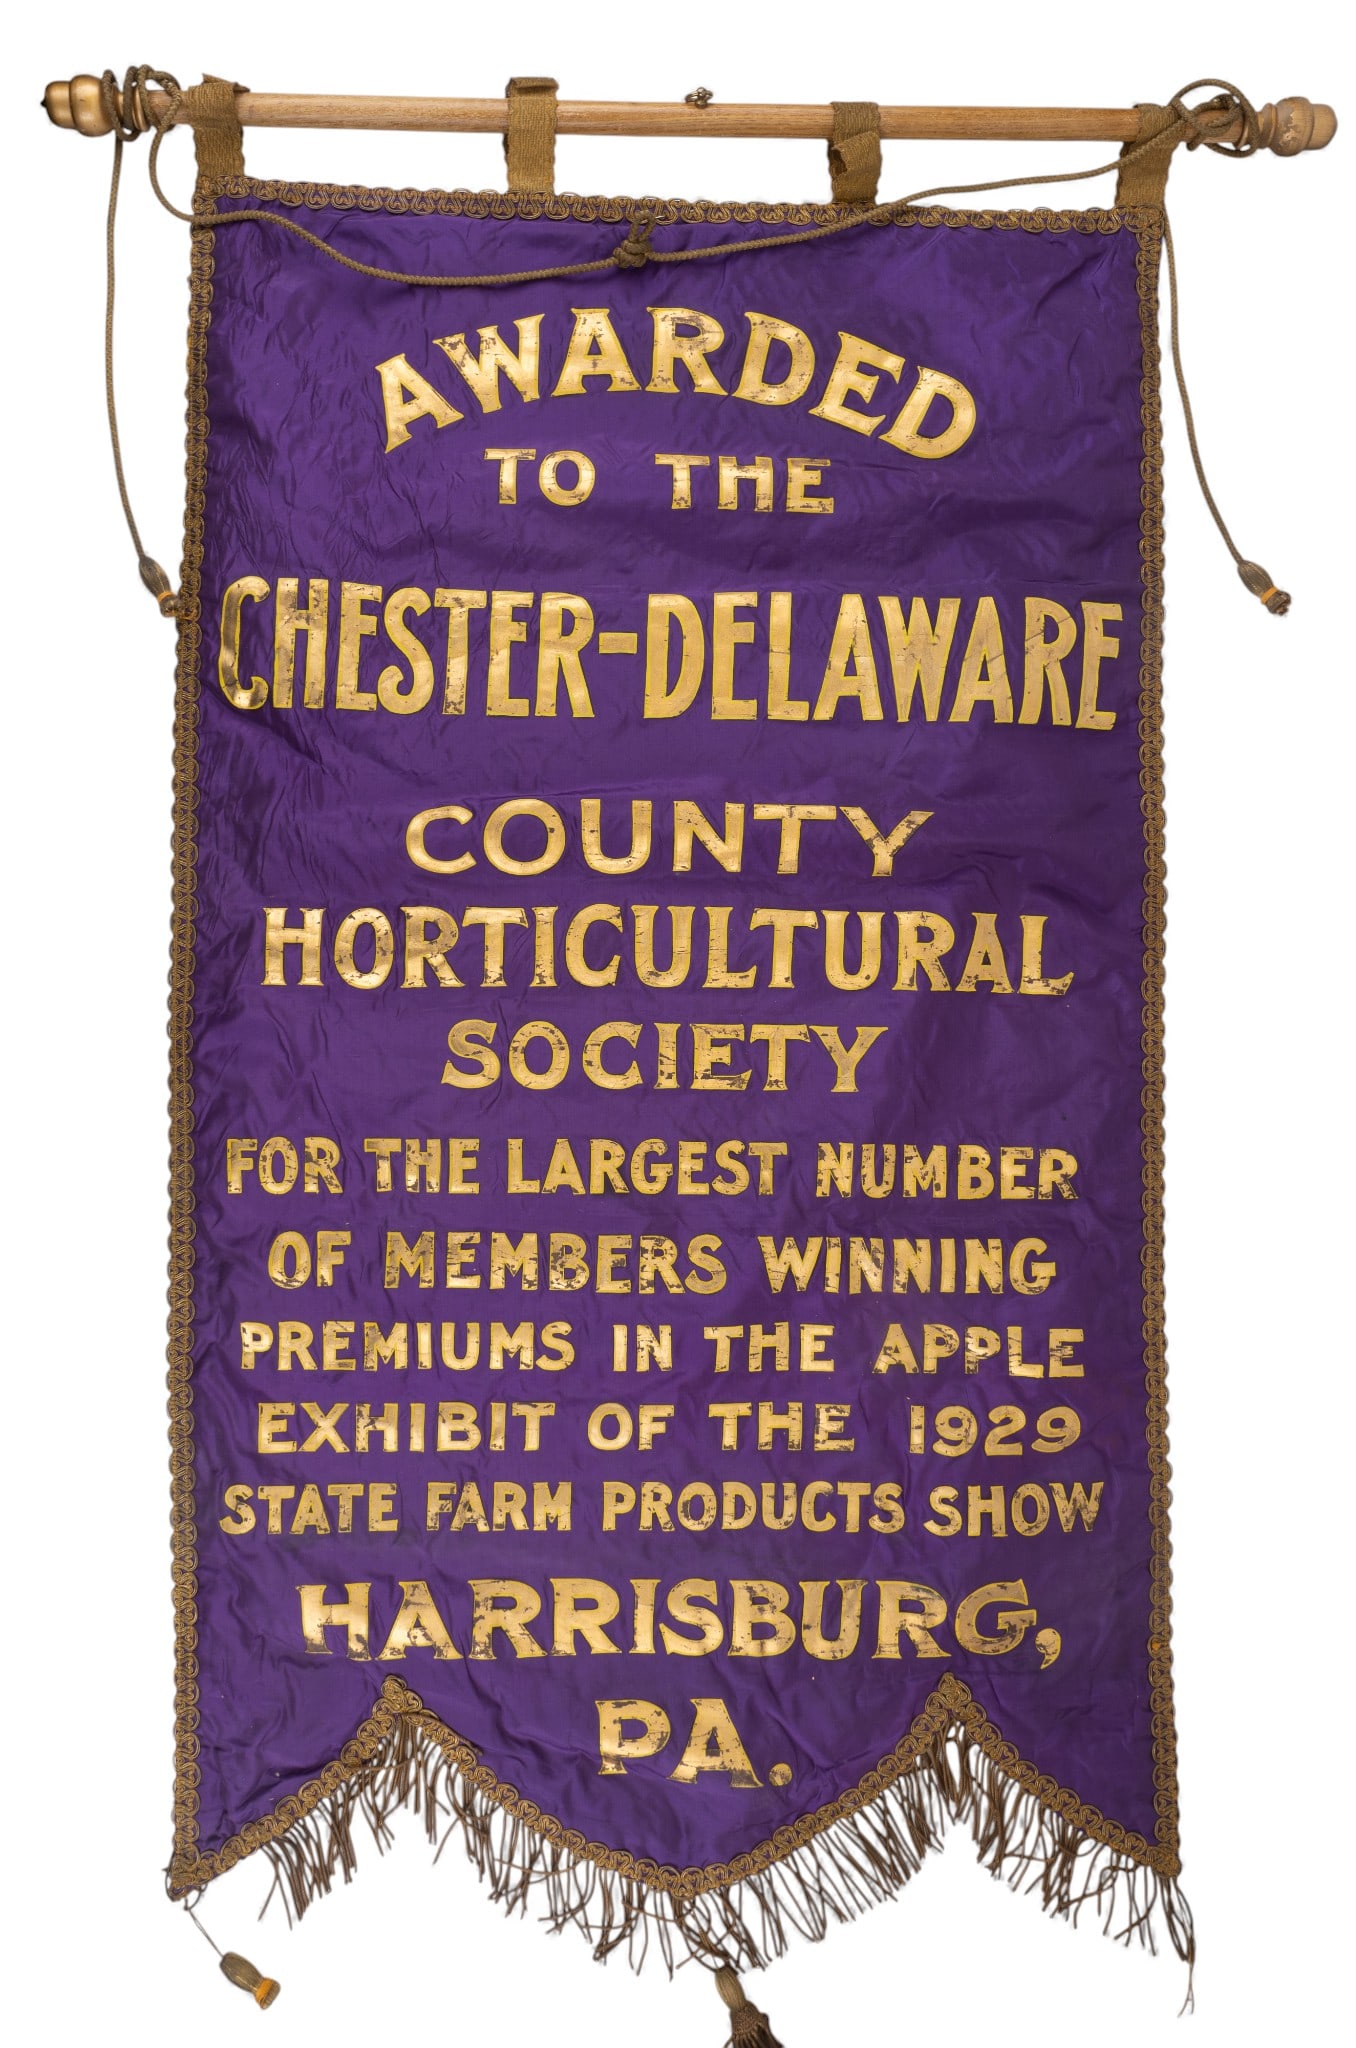 AWARDED
TO THE
CHESTER-DELAWARE
COUNTY
HORTICULTURAL
SOCIETY
FOR THE LARGEST NUMBER
OF MEMBERS WINNING
PREMIUMS IN THE APPLE
EXHIBIT OF THE 1929
STATE FARM PRODUCTS SHOW
HARRISBURG,
PA.